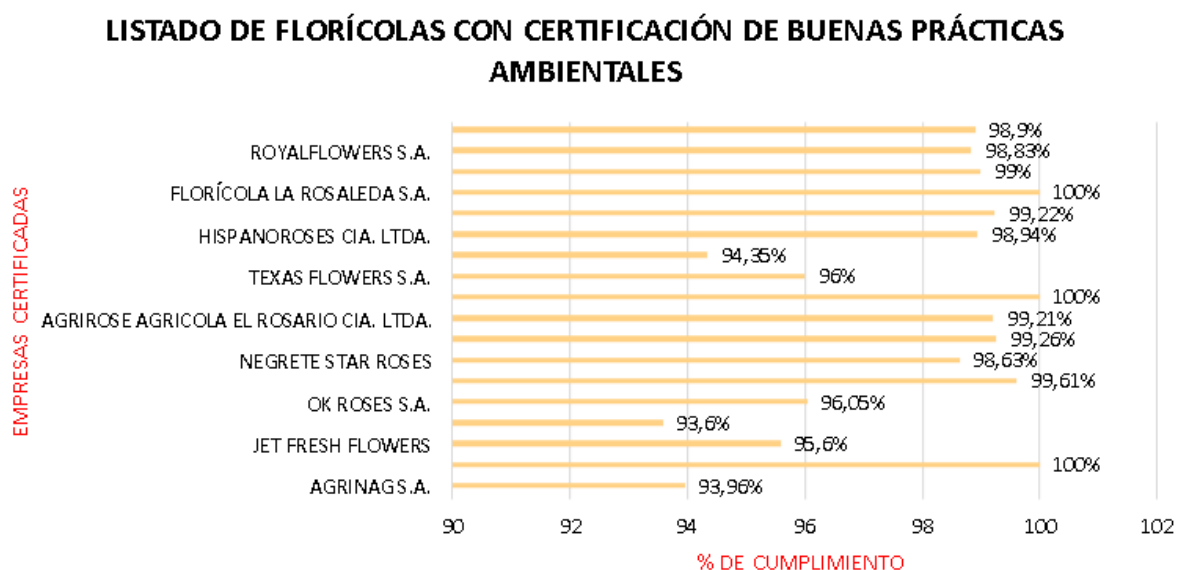 LISTADO DE FLORÍCOLAS CON CERTIFICACIÓN DE BUENAS PRÁCTICAS
AMBIENTALES
EMPRESAS CERTIFICADAS
98,9%
ROYALFLOWERS S.A. 98,83%
99%
FLORÍCOLA LA ROSALEDA S.A. 100%
99,22%
HISPANOROSES CIA. LTDA. 98,94%
94,35%
TEXAS FLOWERS S.A. 96%
100%
AGRIROSE AGRICOLA EL ROSARIO CIA. LTDA. 99,21%
99,26%
NEGRETE STAR ROSES 98,63%
99,61%
OK ROSES S.A. 96,05%
93,6%
JET FRESH FLOWERS 95,6%
100%
AGRINAG S.A. 93,96%
90 92 94 96 98 100 102
% DE CUMPLIMIENTO